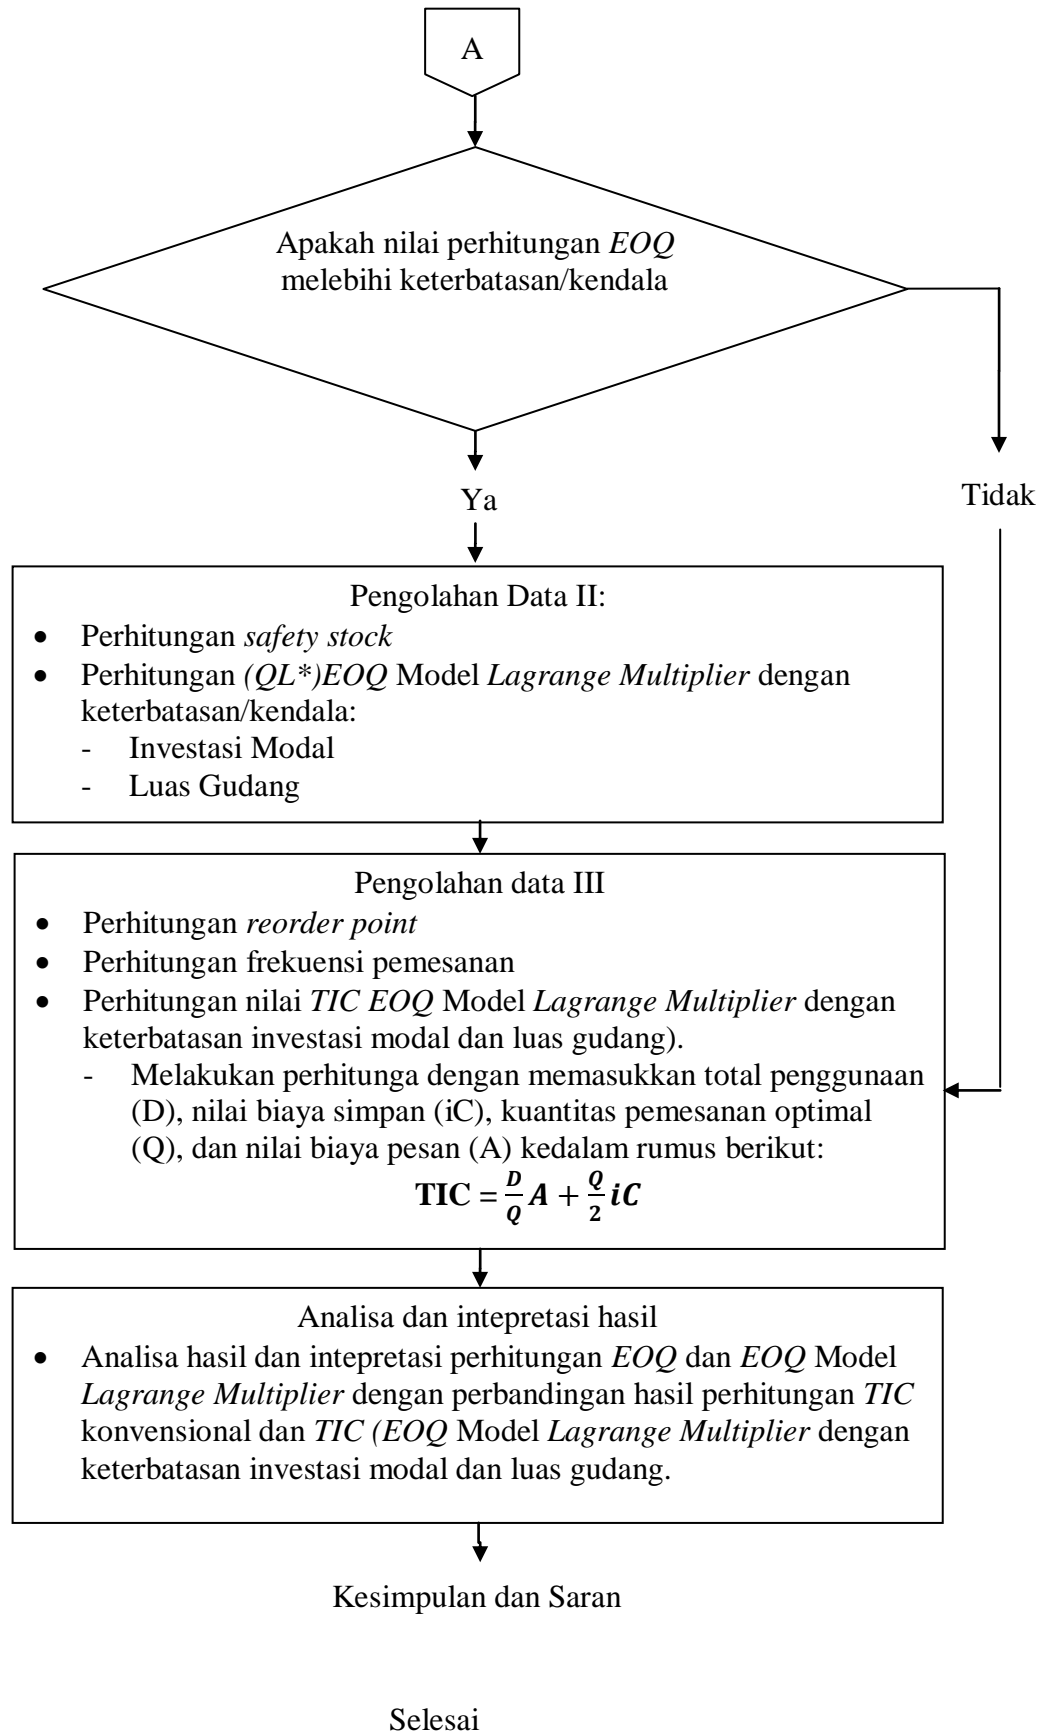 A
Apakah nilai perhitungan EOQ
melebihi keterbatasan/kendala
Ya
Tidak
Pengolahan Data II:
• Perhitungan safety stock
• Perhitungan (QL*)EOQ Model Lagrange Multiplier dengan
keterbatasan/kendala:
- Investasi Modal
- Luas Gudang
Pengolahan data III
• Perhitungan reorder point
• Perhitungan frekuensi pemesanan
• Perhitungan nilai TIC EOQ Model Lagrange Multiplier dengan
keterbatasan investasi modal dan luas gudang).
- Melakukan perhitunga dengan memasukkan total penggunaan
(D), nilai biaya simpan (iC), kuantitas pemesanan optimal
(Q), dan nilai biaya pesan (A) kedalam rumus berikut:
TIC = D/Q A + Q/2 iC
Analisa dan intepretasi hasil
• Analisa hasil dan intepretasi perhitungan EOQ dan EOQ Model
Lagrange Multiplier dengan perbandingan hasil perhitungan TIC
konvensional dan TIC (EOQ Model Lagrange Multiplier dengan
keterbatasan investasi modal dan luas gudang.
Kesimpulan dan Saran
Selesai